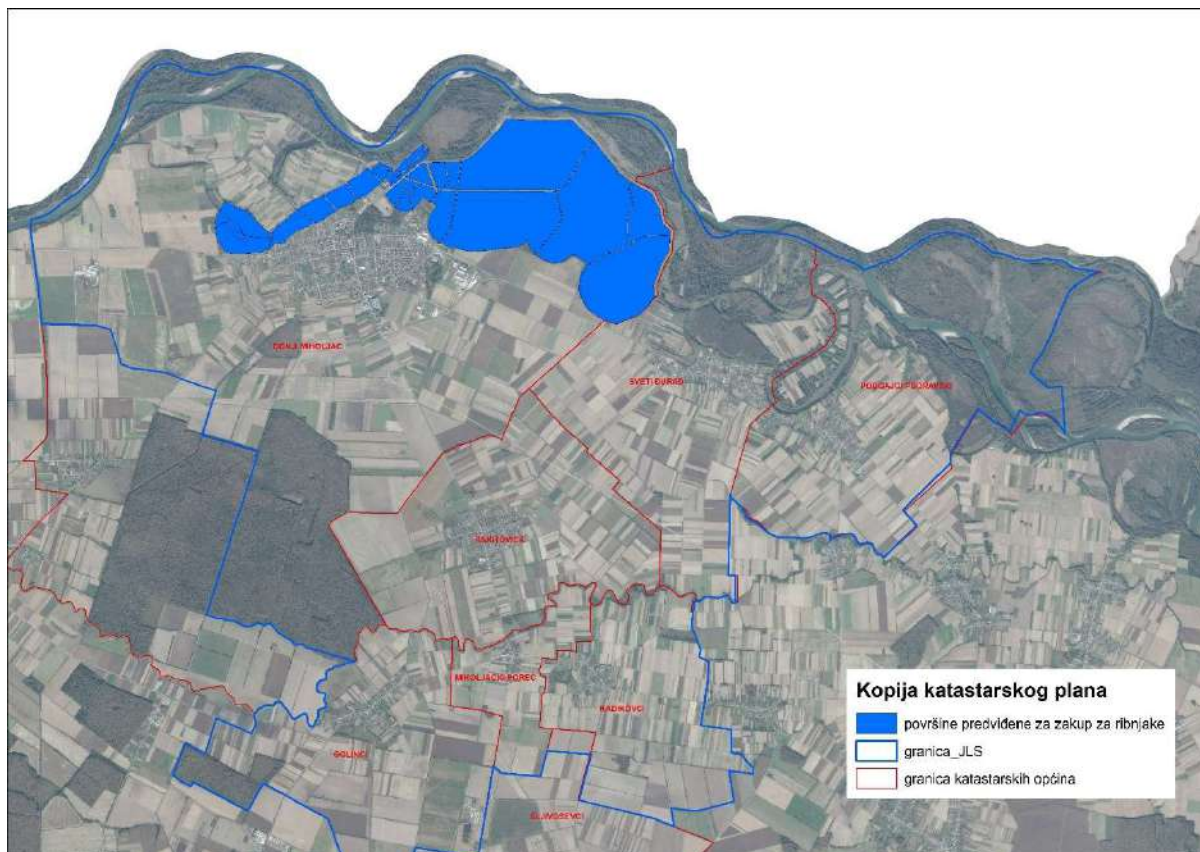 DONJI MIHOLJAC
SVETI ĐURAĐ
PODGAJCI PODRAVSKI
RAKITOVICA
MIHOLJAČKI POREČ
RADIKOVCI
GOLINCI
ŠLJIVOŠEVCI
Kopija katastarskog plana
površine predviđene za zakup za ribnjake
granica_JLS
granica katastarskih općina